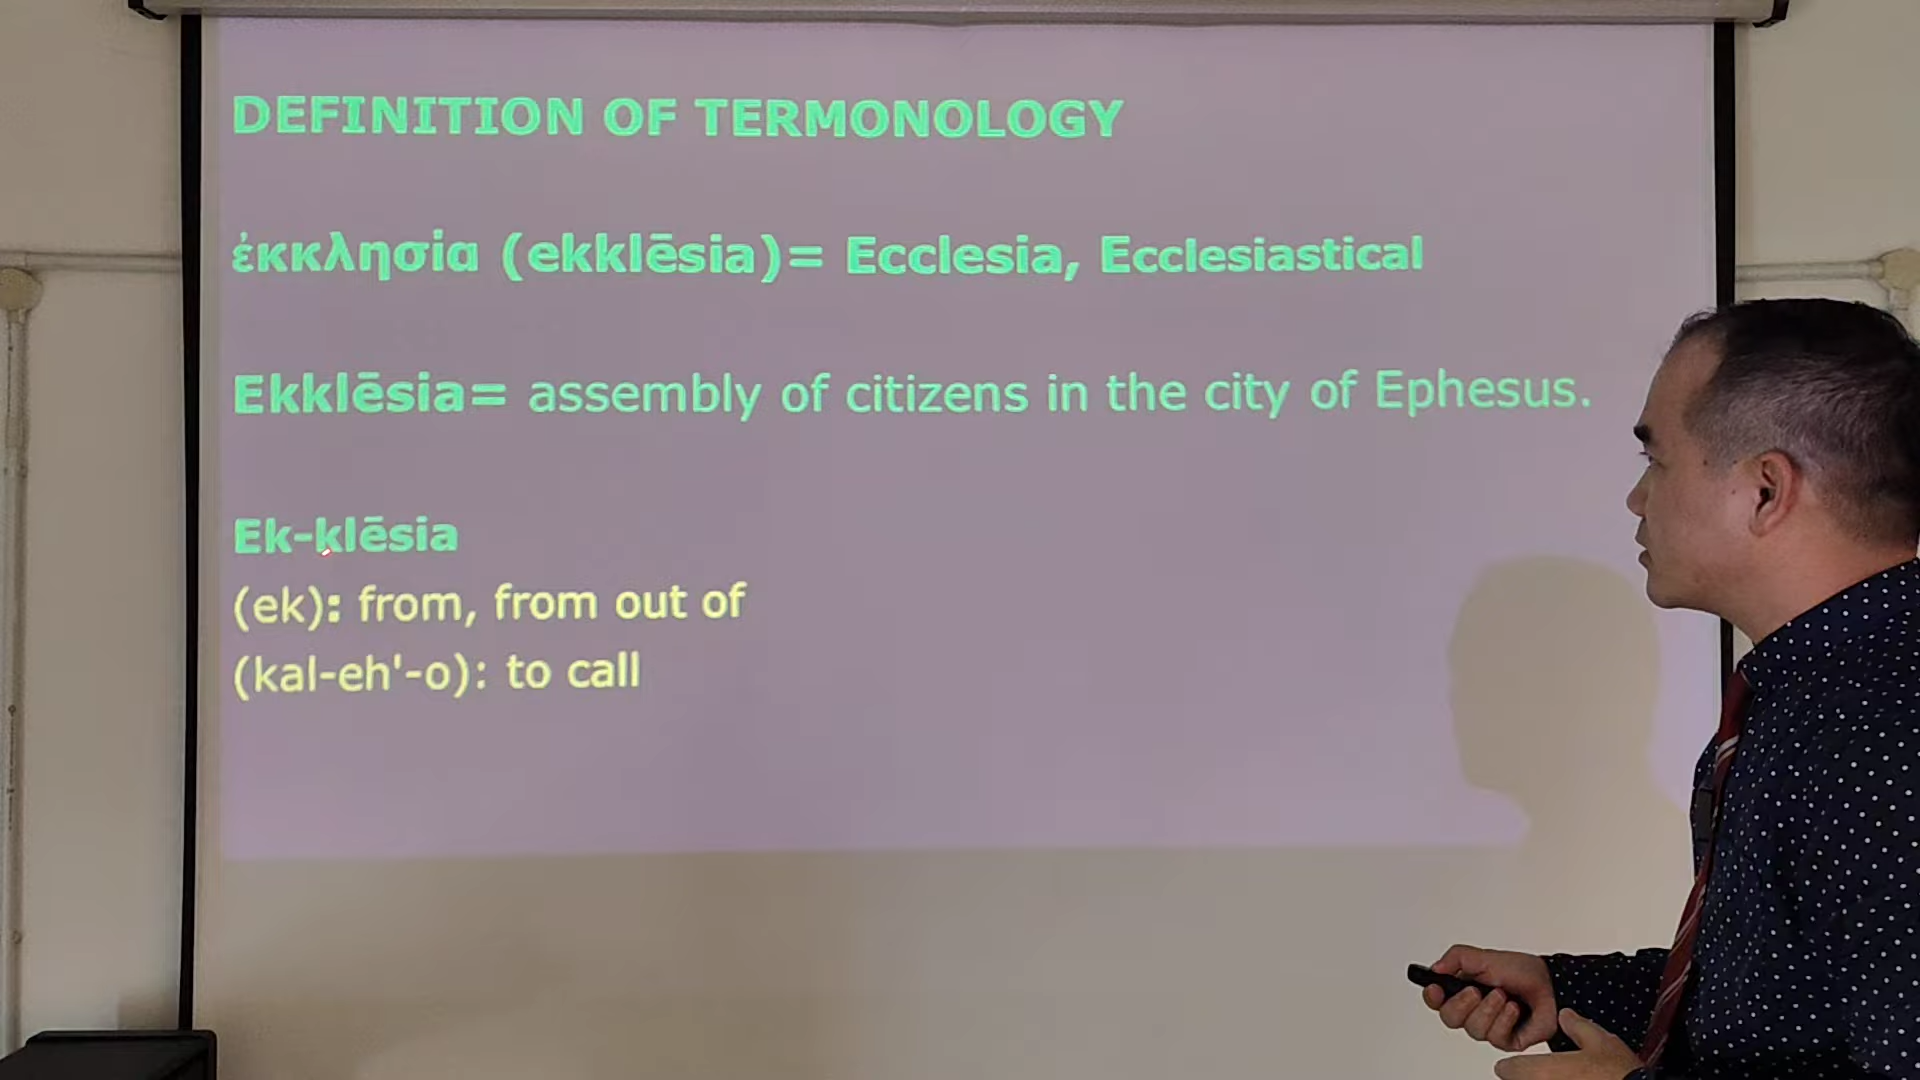 DEFINITION OF TERMONOLOGY
ἐκκλησία (ekklēsia)= Ecclesia, Ecclesiastical
Ekklēsia= assembly of citizens in the city of Ephesus.
Ek-klēsia
(ek): from, from out of
(kal-eh'-o): to call